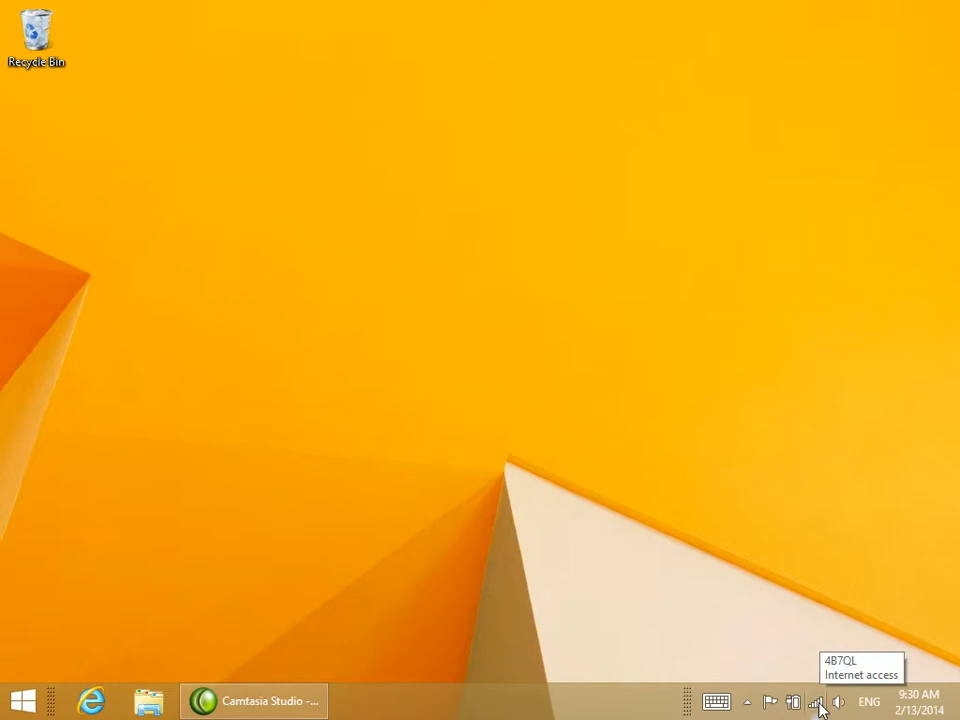 Recycle Bin
4B7QL
Internet access
Camtasia Studio -...
ENG
9:30 AM
2/13/2014